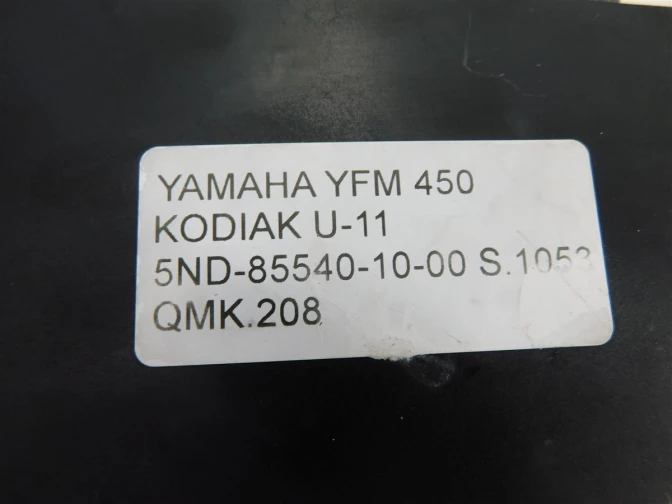 YAMAHA YFM 450
KODIAK U-11
5ND-85540-10-00 S.1053
QMK.208